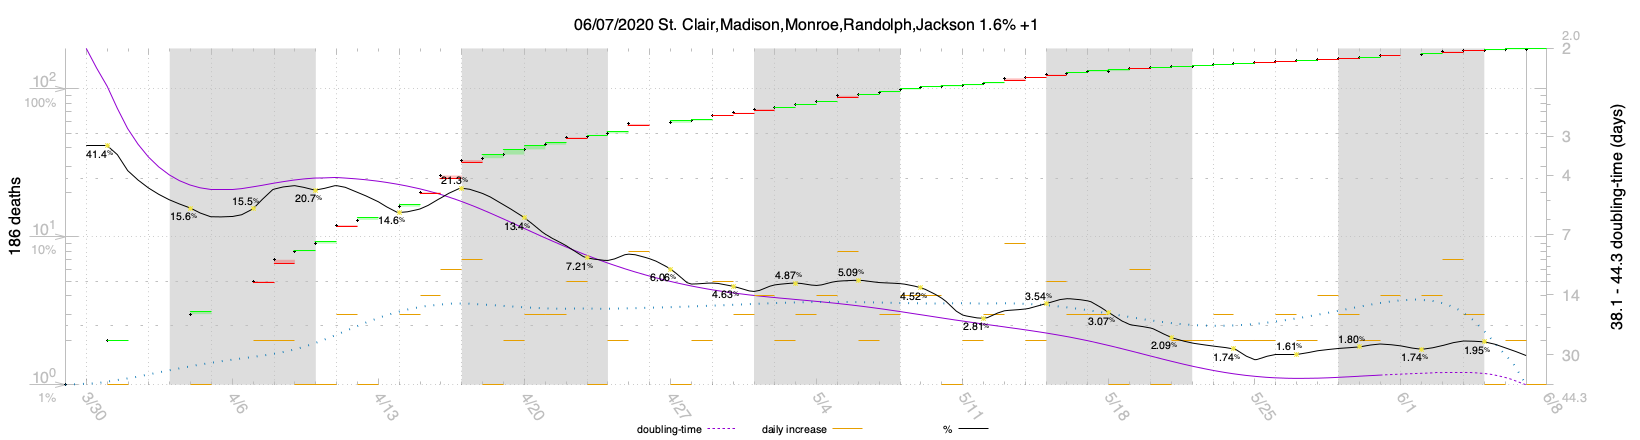 06/07/2020 St. Clair,Madison,Monroe,Randolph,Jackson 1.6% +1
2.0
10² 2
100%
3
41.4%
4
21.3%
15.6% 15.5% 20.7% 14.6%
13.4%
10¹ 7
10%
7.21% 6.06% 4.63% 4.87% 5.09% 4.52% 2.81% 3.54% 3.07%
14
2.09% 1.74% 1.61% 1.80% 1.74% 1.95%
30
10⁰
1% 44.3
3/30 4/6 4/13 4/20 4/27 5/4 5/11 5/18 5/25 6/1 6/8
186 deaths
38.1 - 44.3 doubling-time (days)
doubling-time daily increase %